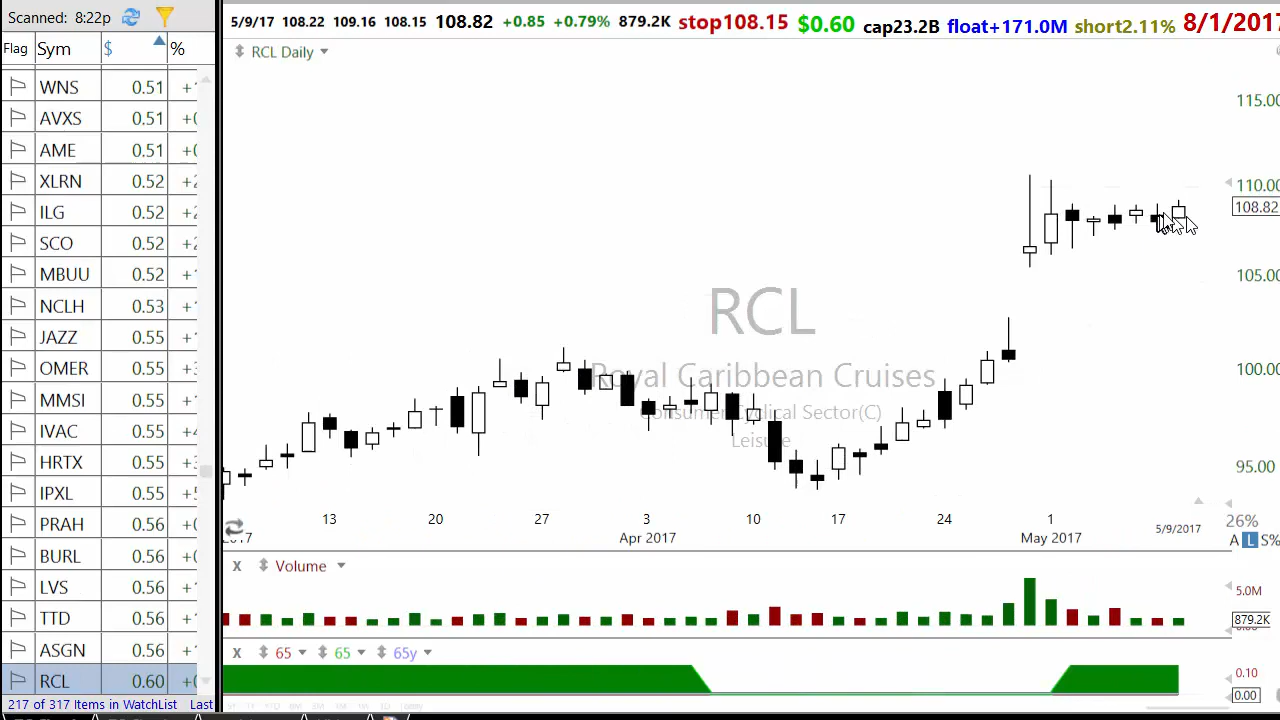 Scanned: 8:22p
Flag Sym $ %
WNS 0.51
AVXS 0.51
AME 0.51
XLRN 0.52
ILG 0.52
SCO 0.52
MBUU 0.52
NCLH 0.53
JAZZ 0.55
OMER 0.55
MMSI 0.55
IVAC 0.55
HRTX 0.55
IPXL 0.55
PRAH 0.56
BURL 0.56
LVS 0.56
TTD 0.56
ASGN 0.56
RCL 0.60
217 of 317 Items in WatchList Last
5/9/17 108.22 109.16 108.15 108.82 +0.85 +0.79% 879.2K stop108.15 $0.60 cap23.2B float+171.0M short2.11% 8/1/2017
RCL Daily
115.00
110.00
108.82
105.00
RCL
100.00
Royal Caribbean Cruises
Consumer Cyclical Sector(C)
Leisure
95.00
13 20 27 3 10 17 24 1
Apr 2017 May 2017 5/9/2017
26%
A L S%
X Volume
5.0M
879.2K
X 65 65 65y
0.10
0.00